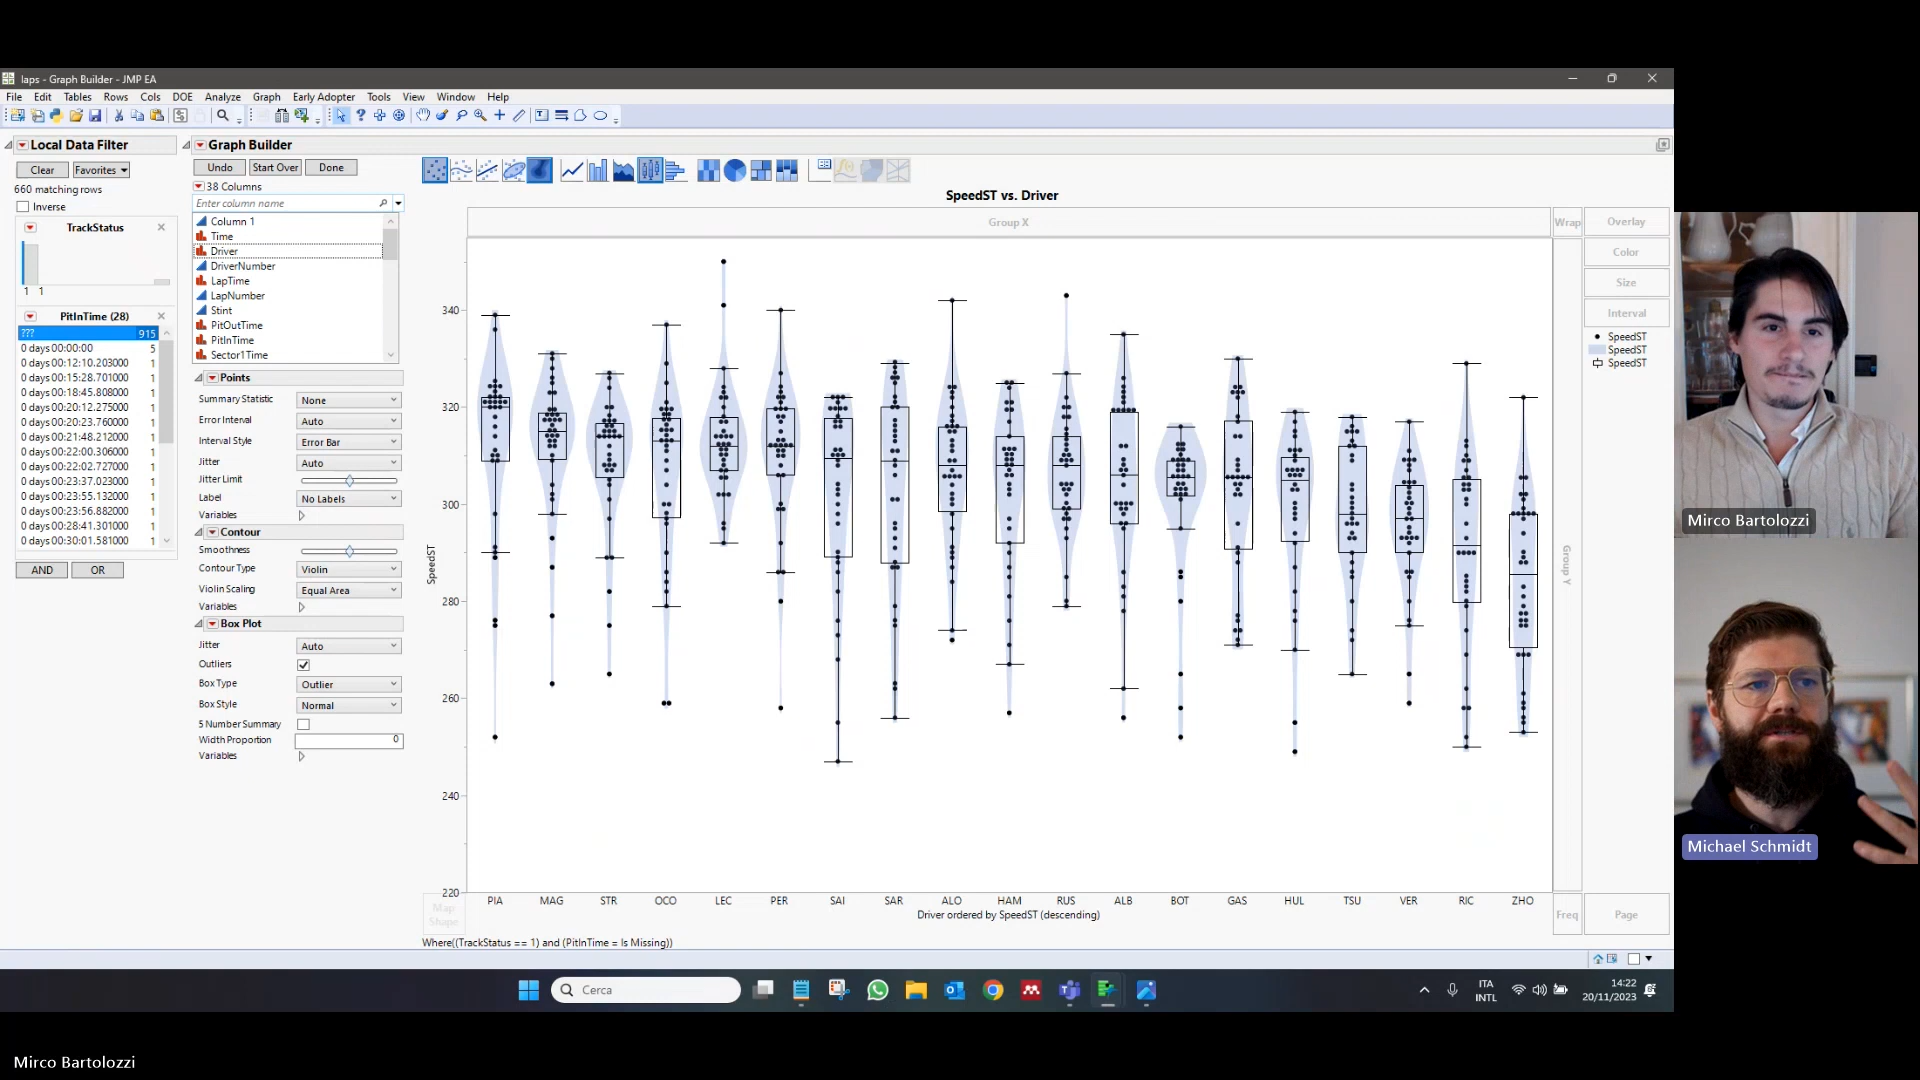 laps - Graph Builder - JMP EA
File Edit Tables Rows Cols DOE Analyze Graph Early Adopter Tools View Window Help
Local Data Filter
Clear Favorites
660 matching rows
Inverse
TrackStatus
1 1
PitInTime (28)
??? 915
0 days 00:00:00 5
0 days 00:12:10.203000 1
0 days 00:15:28.701000 1
0 days 00:18:45.808000 1
0 days 00:20:12.275000 1
0 days 00:20:23.760000 1
0 days 00:21:48.212000 1
0 days 00:22:00.306000 1
0 days 00:22:02.727000 1
0 days 00:23:37.023000 1
0 days 00:23:55.132000 1
0 days 00:23:56.882000 1
0 days 00:28:41.301000 1
0 days 00:30:01.581000 1
AND OR
Graph Builder
Undo Start Over Done
38 Columns
Enter column name
Column 1
Time
Driver
DriverNumber
LapTime
LapNumber
Stint
PitOutTime
PitInTime
Sector1Time
Points
Summary Statistic None
Error Interval Auto
Interval Style Error Bar
Jitter Auto
Jitter Limit
Label No Labels
Variables
Contour
Smoothness
Contour Type Violin
Violin Scaling Equal Area
Variables
Box Plot
Jitter Auto
Outliers
Box Type Outlier
Box Style Normal
5 Number Summary
Width Proportion 0
Variables
SpeedST vs. Driver
Group X
Wrap
Overlay
Color
Size
Interval
SpeedST
SpeedST
SpeedST
340
320
300
280
260
240
220
SpeedST
Group Y
Map Shape
PIA MAG STR OCO LEC PER SAI SAR ALO HAM RUS ALB BOT GAS HUL TSU VER RIC ZHO
Driver ordered by SpeedST (descending)
Freq
Page
Where((TrackStatus == 1) and (PitInTime = Is Missing))
Cerca
ITA
INTL
14:22
20/11/2023
Mirco Bartolozzi
Michael Schmidt
Mirco Bartolozzi